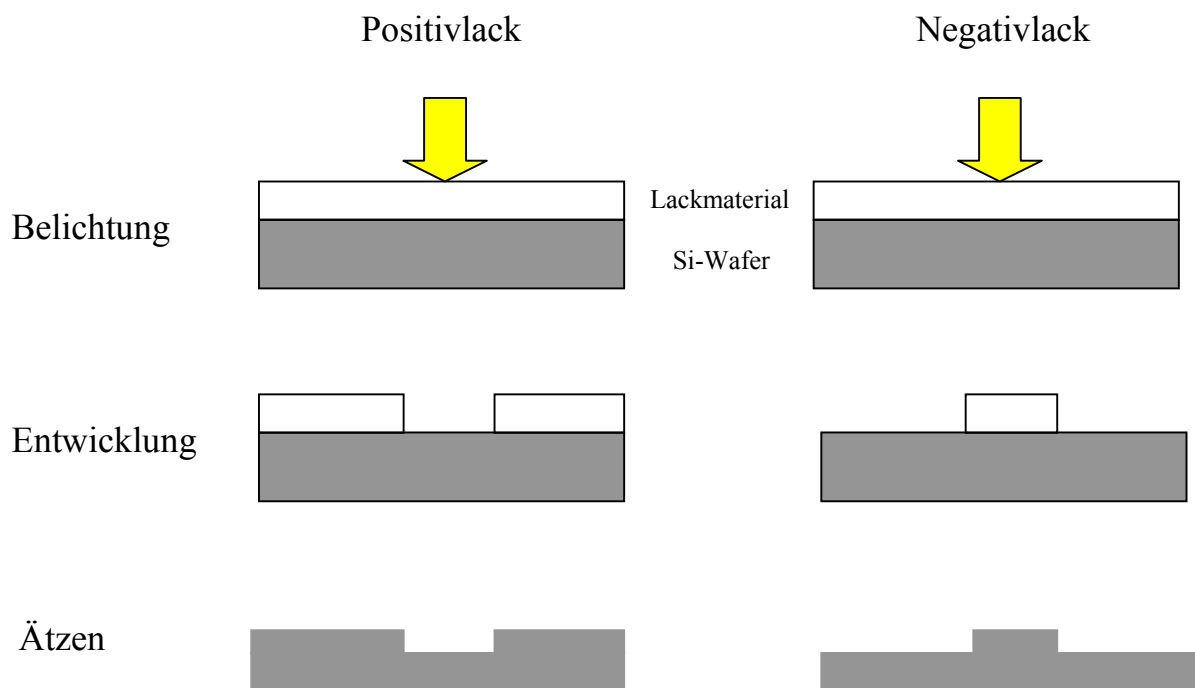 Positivlack
Negativlack
Belichtung
Lackmaterial
Si-Wafer
Entwicklung
Ätzen